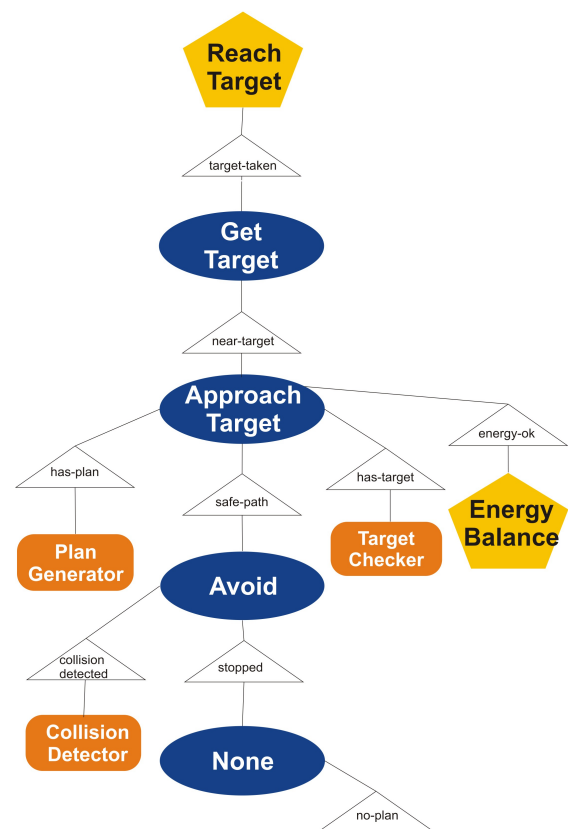 Reach
Target
target-taken
Get
Target
near-target
Approach
Target
energy-ok
has-plan
has-target
safe-path
Energy
Balance
Plan
Generator
Target
Checker
Avoid
collision
detected
stopped
Collision
Detector
None
no-plan